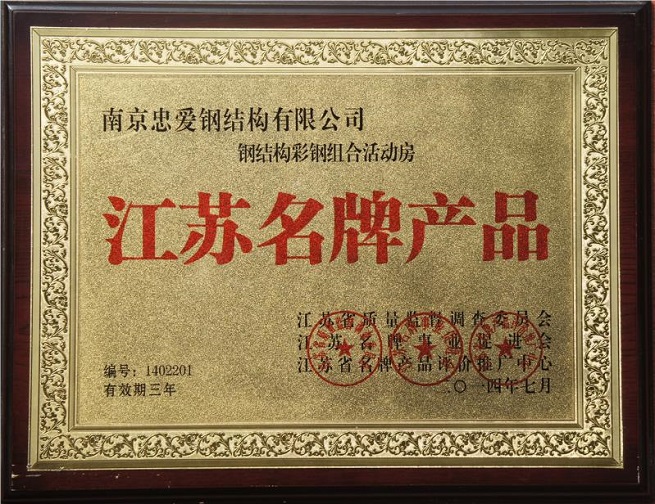 南京忠爱钢结构有限公司
钢结构彩钢组合活动房
江苏名牌产品
江苏省质量监督调查委员会
江苏名牌事业促进会
江苏省名牌产品评价推广中心
二〇一四年七月
编号：1402201
有效期三年